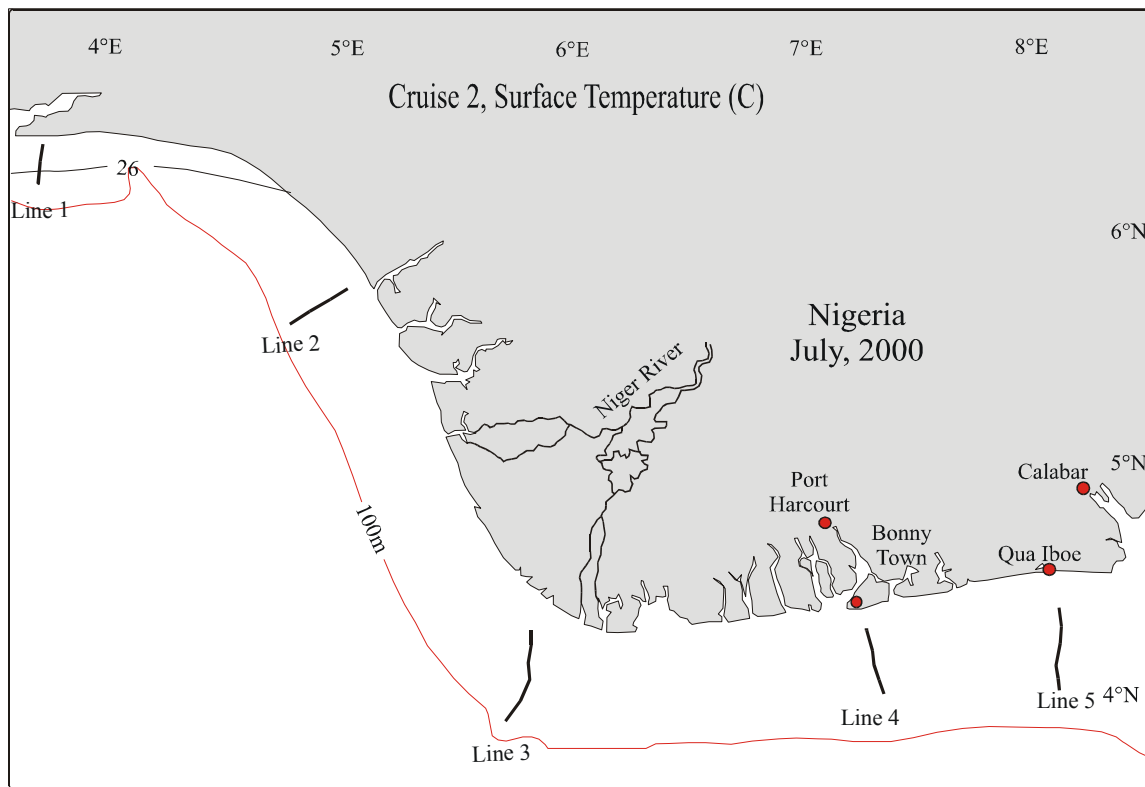 4°E 5°E 6°E 7°E 8°E
Cruise 2, Surface Temperature (C)
26
Line 1
6°N
Nigeria
July, 2000
Line 2
Niger River
5°N
Calabar
Port
Harcourt
100m
Bonny
Town
Qua Iboe
4°N
Line 5
Line 4
Line 3